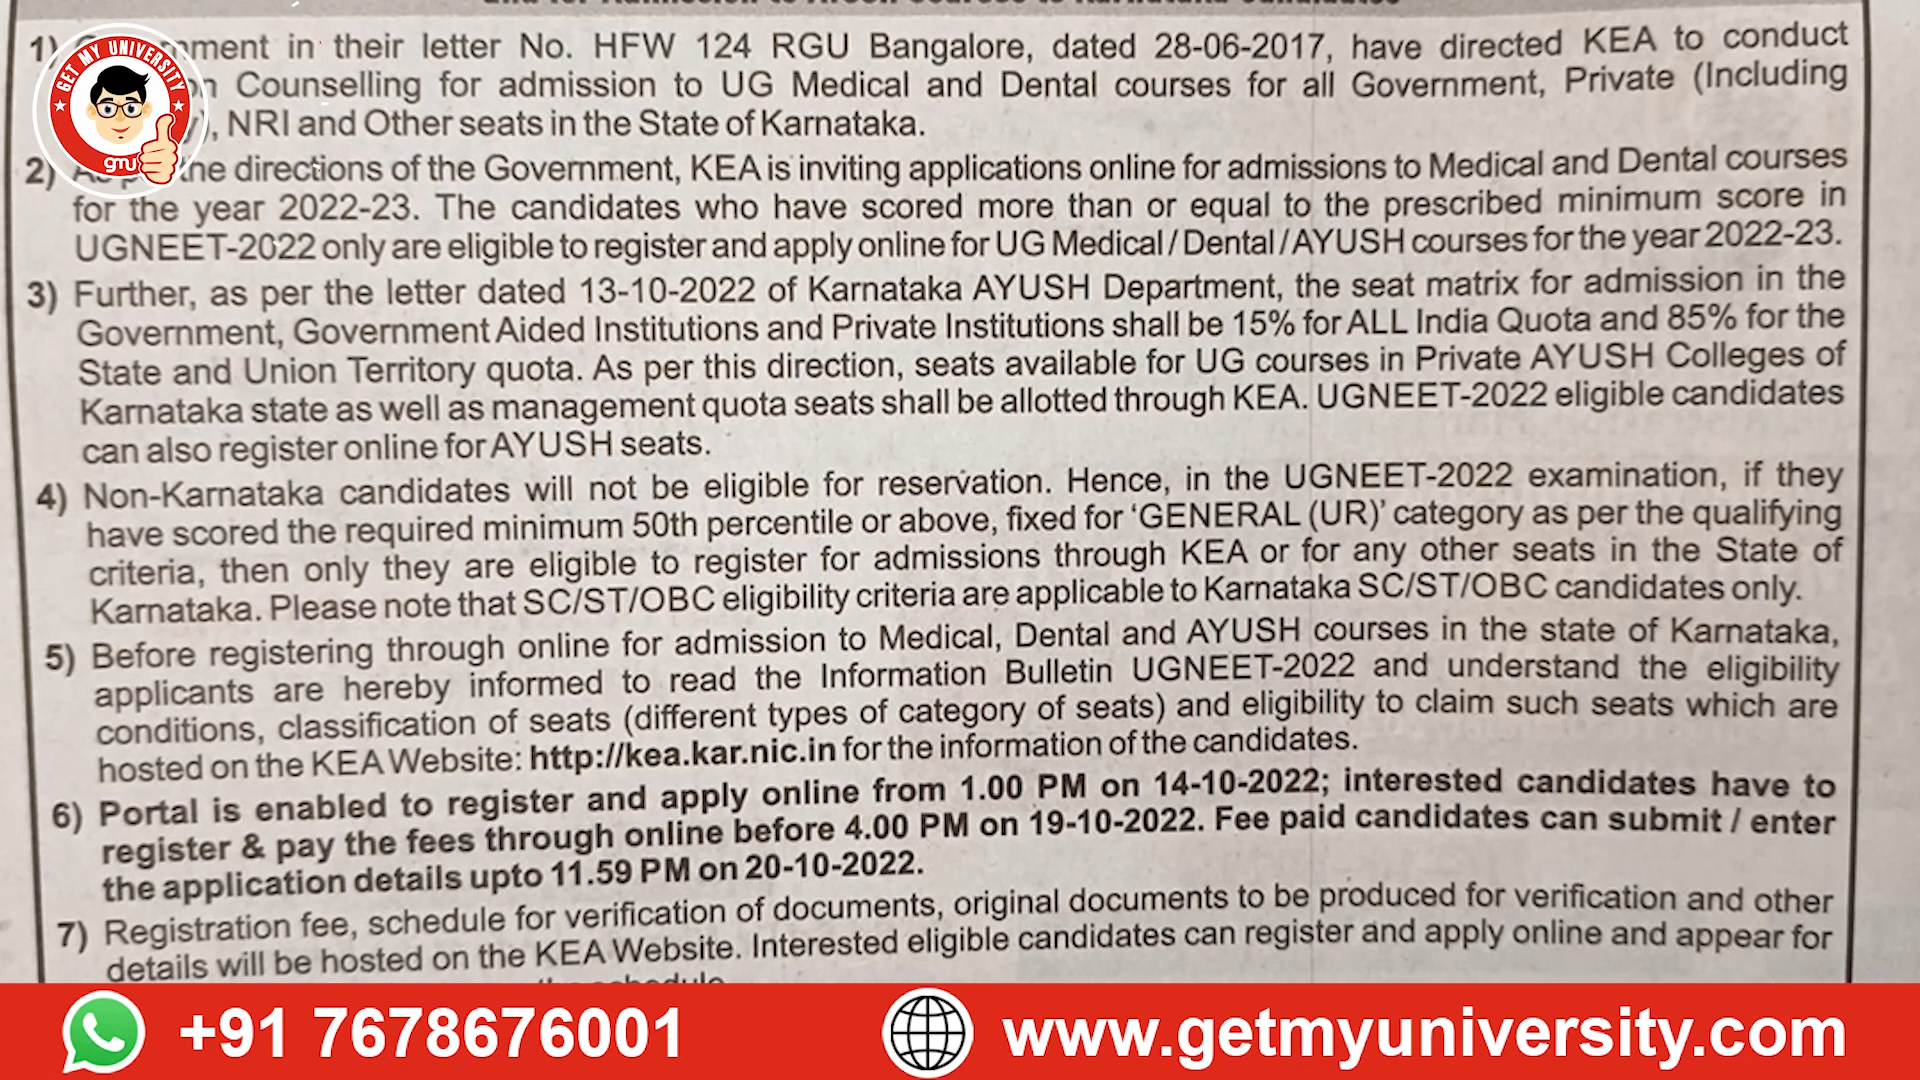 1) ment in their letter No. HFW 124 RGU Bangalore, dated 28-06-2017, have directed KEA to conduct
Counselling for admission to UG Medical and Dental courses for all Government, Private (Including
), NRI and Other seats in the State of Karnataka.
2) the directions of the Government, KEA is inviting applications online for admissions to Medical and Dental courses
for the year 2022-23. The candidates who have scored more than or equal to the prescribed minimum score in
UGNEET-2022 only are eligible to register and apply online for UG Medical / Dental / AYUSH courses for the year 2022-23.
3) Further, as per the letter dated 13-10-2022 of Karnataka AYUSH Department, the seat matrix for admission in the
Government, Government Aided Institutions and Private Institutions shall be 15% for ALL India Quota and 85% for the
State and Union Territory quota. As per this direction, seats available for UG courses in Private AYUSH Colleges of
Karnataka state as well as management quota seats shall be allotted through KEA. UGNEET-2022 eligible candidates
can also register online for AYUSH seats.
4) Non-Karnataka candidates will not be eligible for reservation. Hence, in the UGNEET-2022 examination, if they
have scored the required minimum 50th percentile or above, fixed for ‘GENERAL (UR)’ category as per the qualifying
criteria, then only they are eligible to register for admissions through KEA or for any other seats in the State of
Karnataka. Please note that SC/ST/OBC eligibility criteria are applicable to Karnataka SC/ST/OBC candidates only.
5) Before registering through online for admission to Medical, Dental and AYUSH courses in the state of Karnataka,
applicants are hereby informed to read the Information Bulletin UGNEET-2022 and understand the eligibility
conditions, classification of seats (different types of category of seats) and eligibility to claim such seats which are
hosted on the KEA Website: http://kea.kar.nic.in for the information of the candidates.
6) Portal is enabled to register and apply online from 1.00 PM on 14-10-2022; interested candidates have to
register & pay the fees through online before 4.00 PM on 19-10-2022. Fee paid candidates can submit / enter
the application details upto 11.59 PM on 20-10-2022.
7) Registration fee, schedule for verification of documents, original documents to be produced for verification and other
details will be hosted on the KEA Website. Interested eligible candidates can register and apply online and appear for
GET MY UNIVERSITY
gmu
+91 7678676001
www.getmyuniversity.com